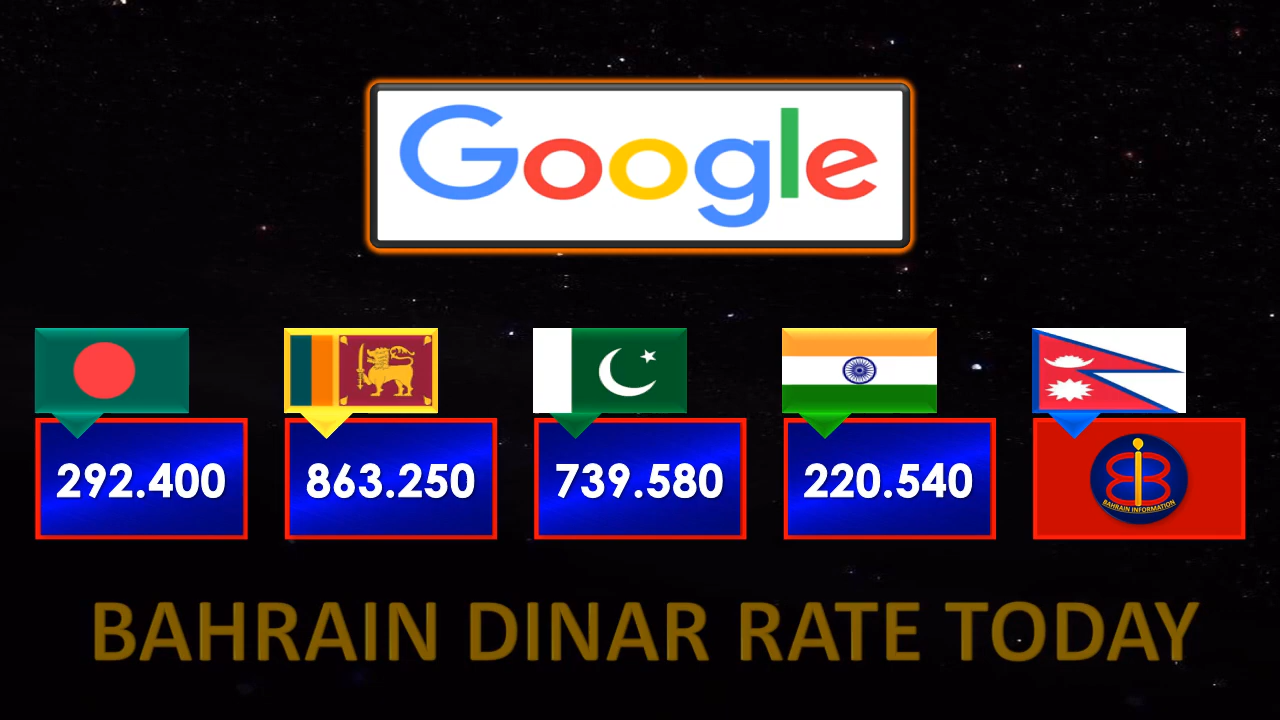 Google
292.400
863.250
739.580
220.540
BAHRAIN INFORMATION
BAHRAIN DINAR RATE TODAY